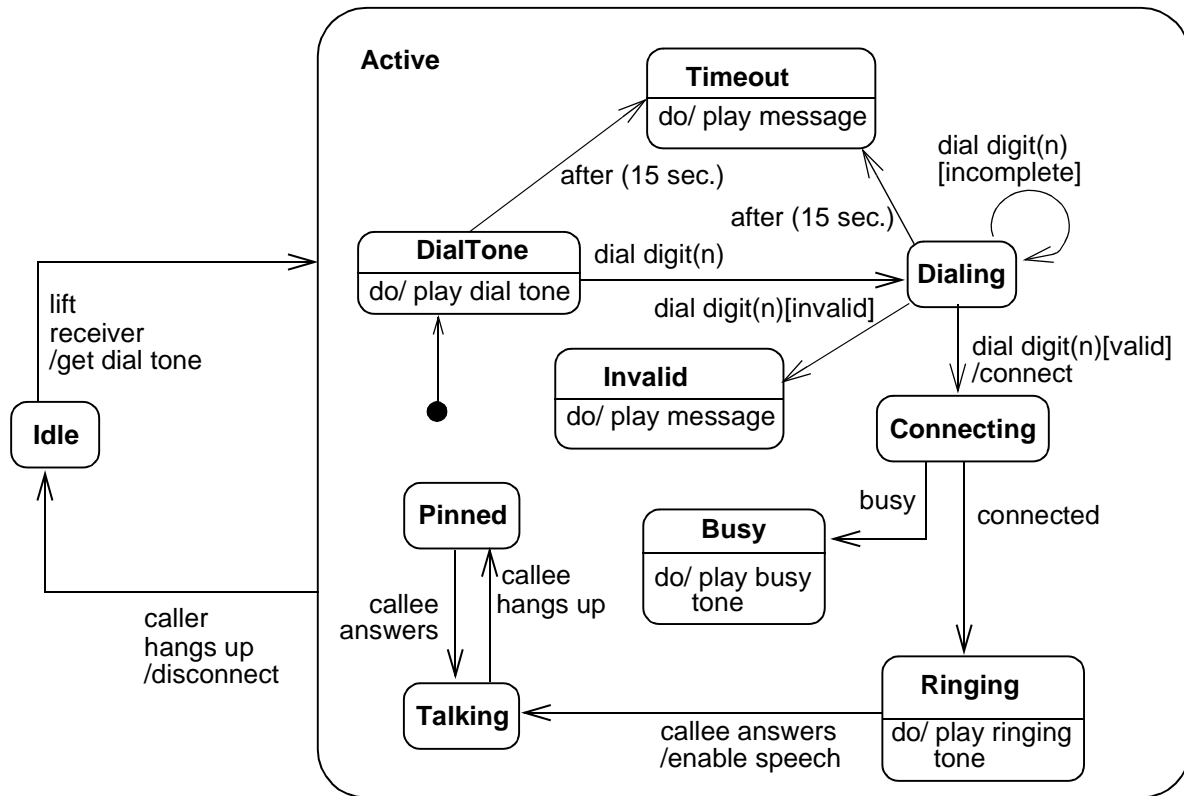 Active
Timeout
do/ play message
dial digit(n)
[incomplete]
after (15 sec.)
after (15 sec.)
DialTone
do/ play dial tone
dial digit(n)
Dialing
lift
receiver
/get dial tone
dial digit(n)[invalid]
dial digit(n)[valid]
/connect
Invalid
do/ play message
Idle
Connecting
Pinned
busy
connected
Busy
do/ play busy
tone
callee
hangs up
callee
answers
caller
hangs up
/disconnect
Talking
Ringing
do/ play ringing
tone
callee answers
/enable speech